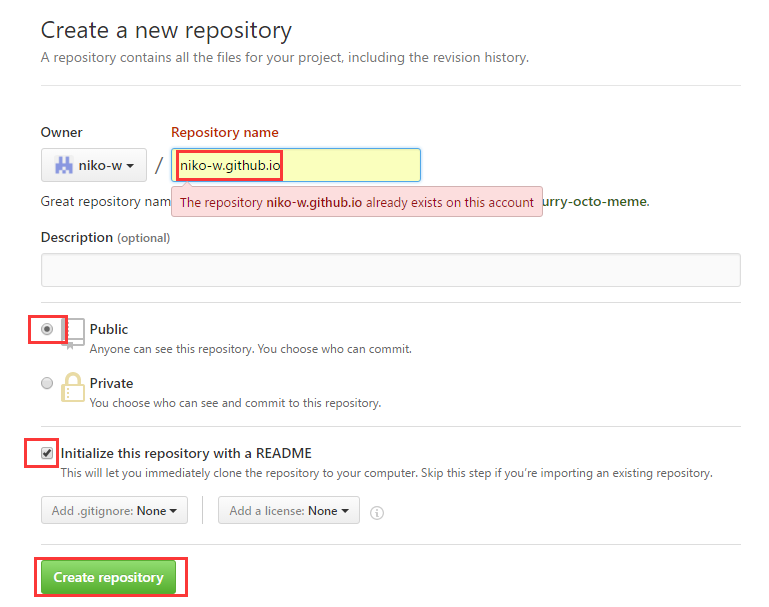 Create a new repository
A repository contains all the files for your project, including the revision history.
Owner
Repository name
niko-w
/
niko-w.github.io
The repository niko-w.github.io already exists on this account
Great repository nam
urry-octo-meme.
Description (optional)
Public
Anyone can see this repository. You choose who can commit.
Private
You choose who can see and commit to this repository.
Initialize this repository with a README
This will let you immediately clone the repository to your computer. Skip this step if you’re importing an existing repository.
Add .gitignore: None
Add a license: None
Create repository